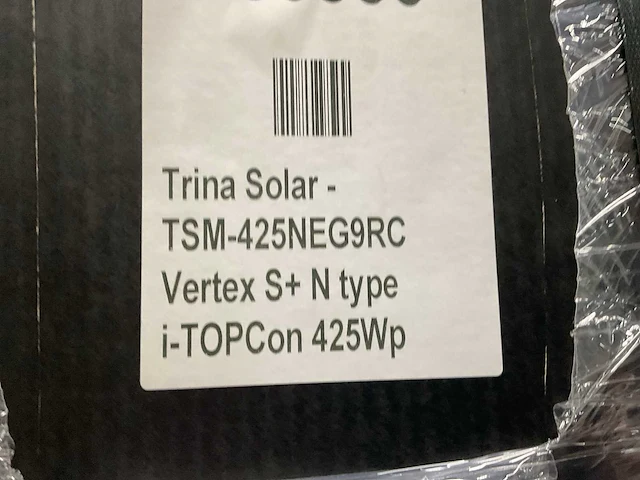 Trina Solar -
TSM-425NEG9RC
Vertex S+ N type
i-TOPCon 425Wp